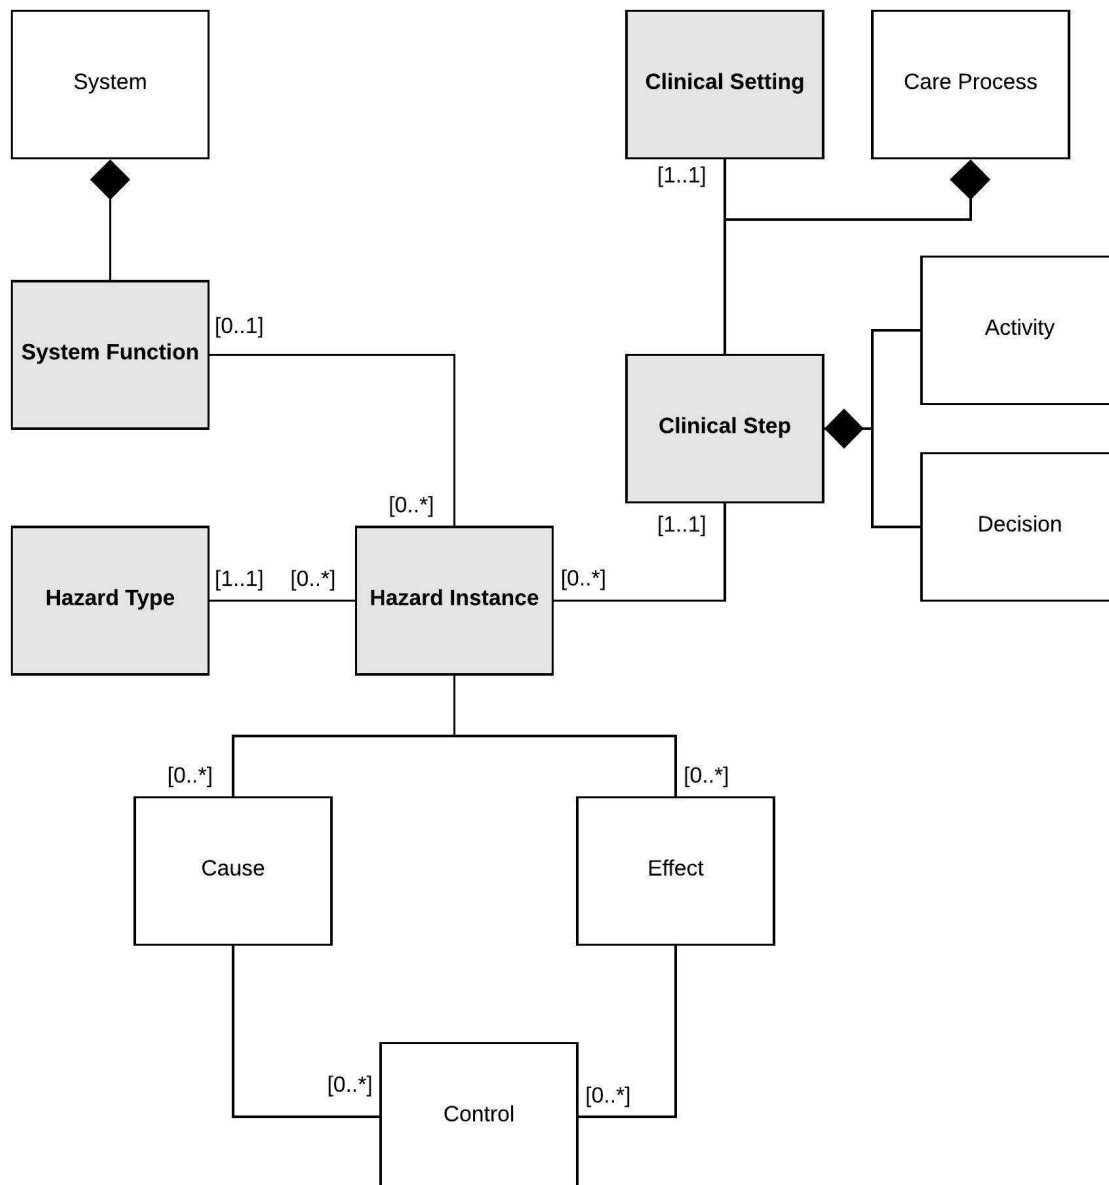 System
Clinical Setting
Care Process
[1..1]
System Function
[0..1]
Activity
Clinical Step
[0..*]
[1..1]
Decision
Hazard Type
[1..1]
[0..*]
Hazard Instance
[0..*]
[0..*]
[0..*]
Cause
Effect
[0..*]
[0..*]
Control